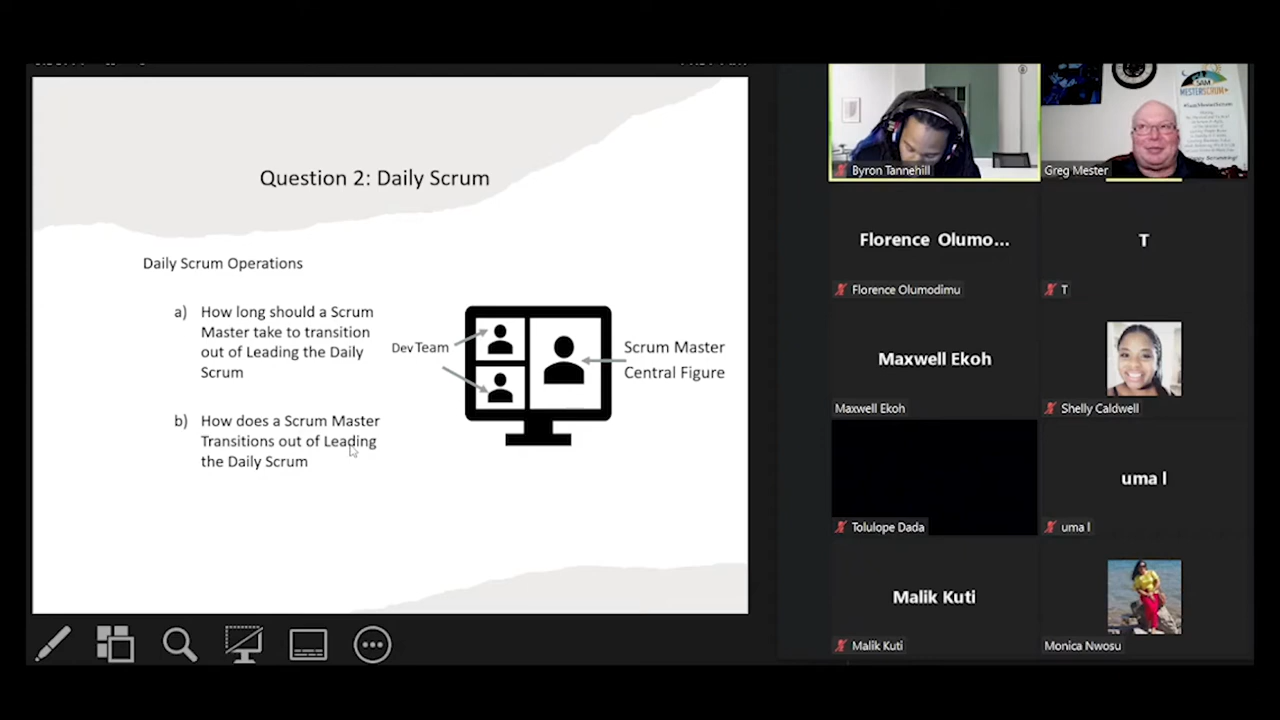 Question 2: Daily Scrum
Daily Scrum Operations
a) How long should a Scrum
Master take to transition
out of Leading the Daily
Scrum
b) How does a Scrum Master
Transitions out of Leading
the Daily Scrum
Dev Team
Scrum Master
Central Figure
Byron Tannehill
SAM
MESTERSCRUM
Greg Mester
Florence Olumo...
Florence Olumodimu
T
T
Maxwell Ekoh
Maxwell Ekoh
Shelly Caldwell
Tolulope Dada
uma l
uma l
Malik Kuti
Malik Kuti
Monica Nwosu